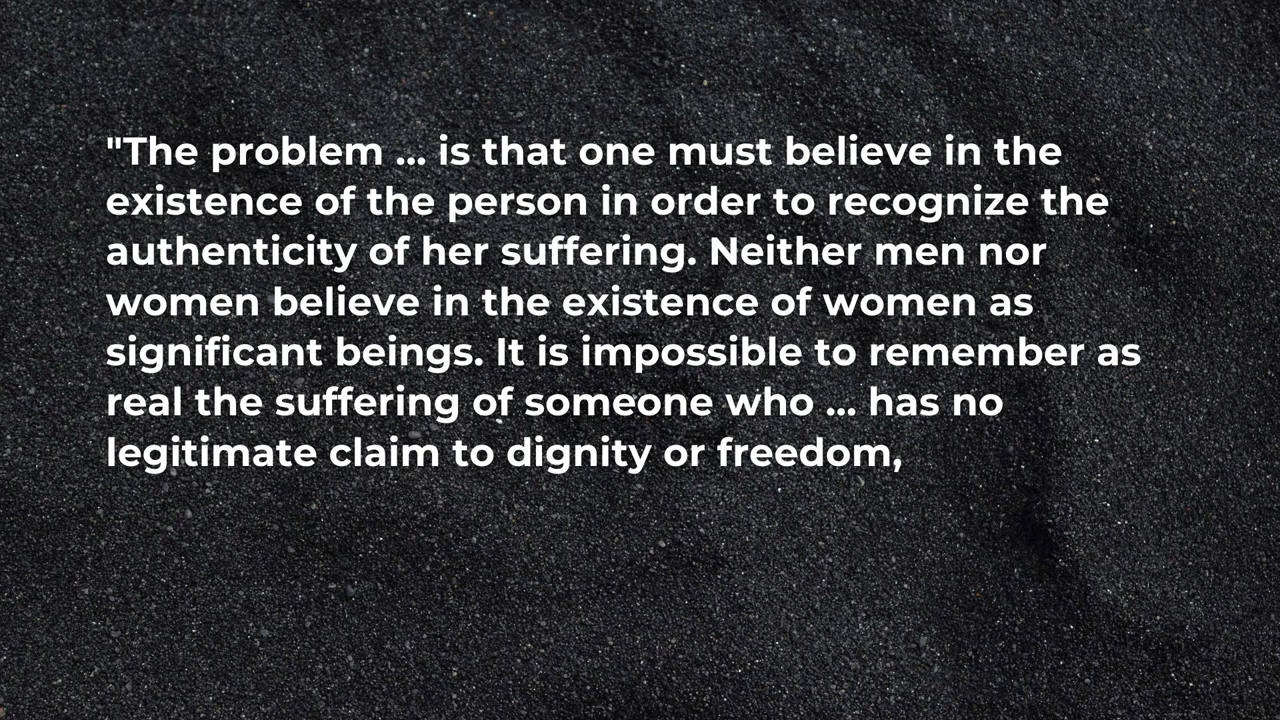 "The problem ... is that one must believe in the
existence of the person in order to recognize the
authenticity of her suffering. Neither men nor
women believe in the existence of women as
significant beings. It is impossible to remember as
real the suffering of someone who ... has no
legitimate claim to dignity or freedom,